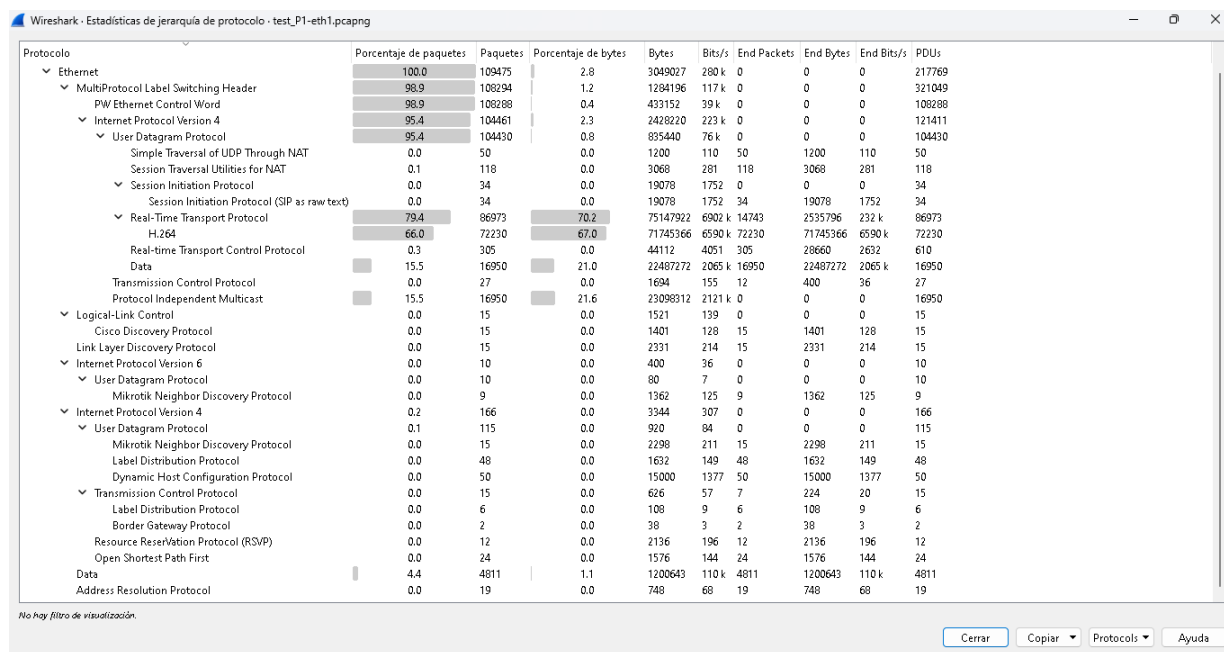 Wireshark · Estadísticas de jerarquía de protocolo · test_P1-eth1.pcapng
Protocolo Porcentaje de paquetes Paquetes Porcentaje de bytes Bytes Bits/s End Packets End Bytes End Bits/s PDUs
Ethernet 100.0 109475 2.8 3049027 280 k 0 0 0 217769
MultiProtocol Label Switching Header 98.9 108294 1.2 1284196 117 k 0 0 0 321049
PW Ethernet Control Word 98.9 108288 0.4 433152 39 k 0 0 0 108288
Internet Protocol Version 4 95.4 104461 2.3 2428220 223 k 0 0 0 121411
User Datagram Protocol 95.4 104430 0.8 835440 76 k 0 0 0 104430
Simple Traversal of UDP Through NAT 0.0 50 0.0 1200 110 50 1200 110 50
Session Traversal Utilities for NAT 0.1 118 0.0 3068 281 118 3068 281 118
Session Initiation Protocol 0.0 34 0.0 19078 1752 0 0 0 34
Session Initiation Protocol (SIP as raw text) 0.0 34 0.0 19078 1752 34 19078 1752 34
Real-Time Transport Protocol 79.4 86973 70.2 75147922 6902 k 14743 2535796 232 k 86973
H.264 66.0 72230 67.0 71745366 6590 k 72230 71745366 6590 k 72230
Real-time Transport Control Protocol 0.3 305 0.0 44112 4051 305 28660 2632 610
Data 15.5 16950 21.0 22487272 2065 k 16950 22487272 2065 k 16950
Transmission Control Protocol 0.0 27 0.0 1694 155 12 400 36 27
Protocol Independent Multicast 15.5 16950 21.6 23098312 2121 k 0 0 0 16950
Logical-Link Control 0.0 15 0.0 1521 139 0 0 0 15
Cisco Discovery Protocol 0.0 15 0.0 1401 128 15 1401 128 15
Link Layer Discovery Protocol 0.0 15 0.0 2331 214 15 2331 214 15
Internet Protocol Version 6 0.0 10 0.0 400 36 0 0 0 10
User Datagram Protocol 0.0 10 0.0 80 7 0 0 0 10
Mikrotik Neighbor Discovery Protocol 0.0 9 0.0 1362 125 9 1362 125 9
Internet Protocol Version 4 0.2 166 0.0 3344 307 0 0 0 166
User Datagram Protocol 0.1 115 0.0 920 84 0 0 0 115
Mikrotik Neighbor Discovery Protocol 0.0 15 0.0 2298 211 15 2298 211 15
Label Distribution Protocol 0.0 48 0.0 1632 149 48 1632 149 48
Dynamic Host Configuration Protocol 0.0 50 0.0 15000 1377 50 15000 1377 50
Transmission Control Protocol 0.0 15 0.0 626 57 7 224 20 15
Label Distribution Protocol 0.0 6 0.0 108 9 6 108 9 6
Border Gateway Protocol 0.0 2 0.0 38 3 2 38 3 2
Resource ReserVation Protocol (RSVP) 0.0 12 0.0 2136 196 12 2136 196 12
Open Shortest Path First 0.0 24 0.0 1576 144 24 1576 144 24
Data 4.4 4811 1.1 1200643 110 k 4811 1200643 110 k 4811
Address Resolution Protocol 0.0 19 0.0 748 68 19 748 68 19
No hay filtro de visualización.
Cerrar Copiar Protocols Ayuda